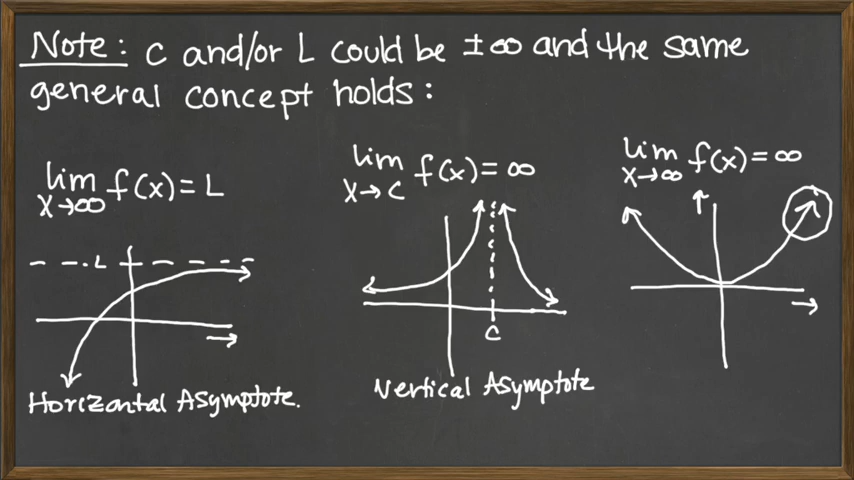 Note: c and/or L could be ±∞ and the same
general concept holds:
lim x→∞ f(x) = L
L
Horizontal Asymptote.
lim x→c f(x) = ∞
c
Vertical Asymptote
lim x→∞ f(x) = ∞